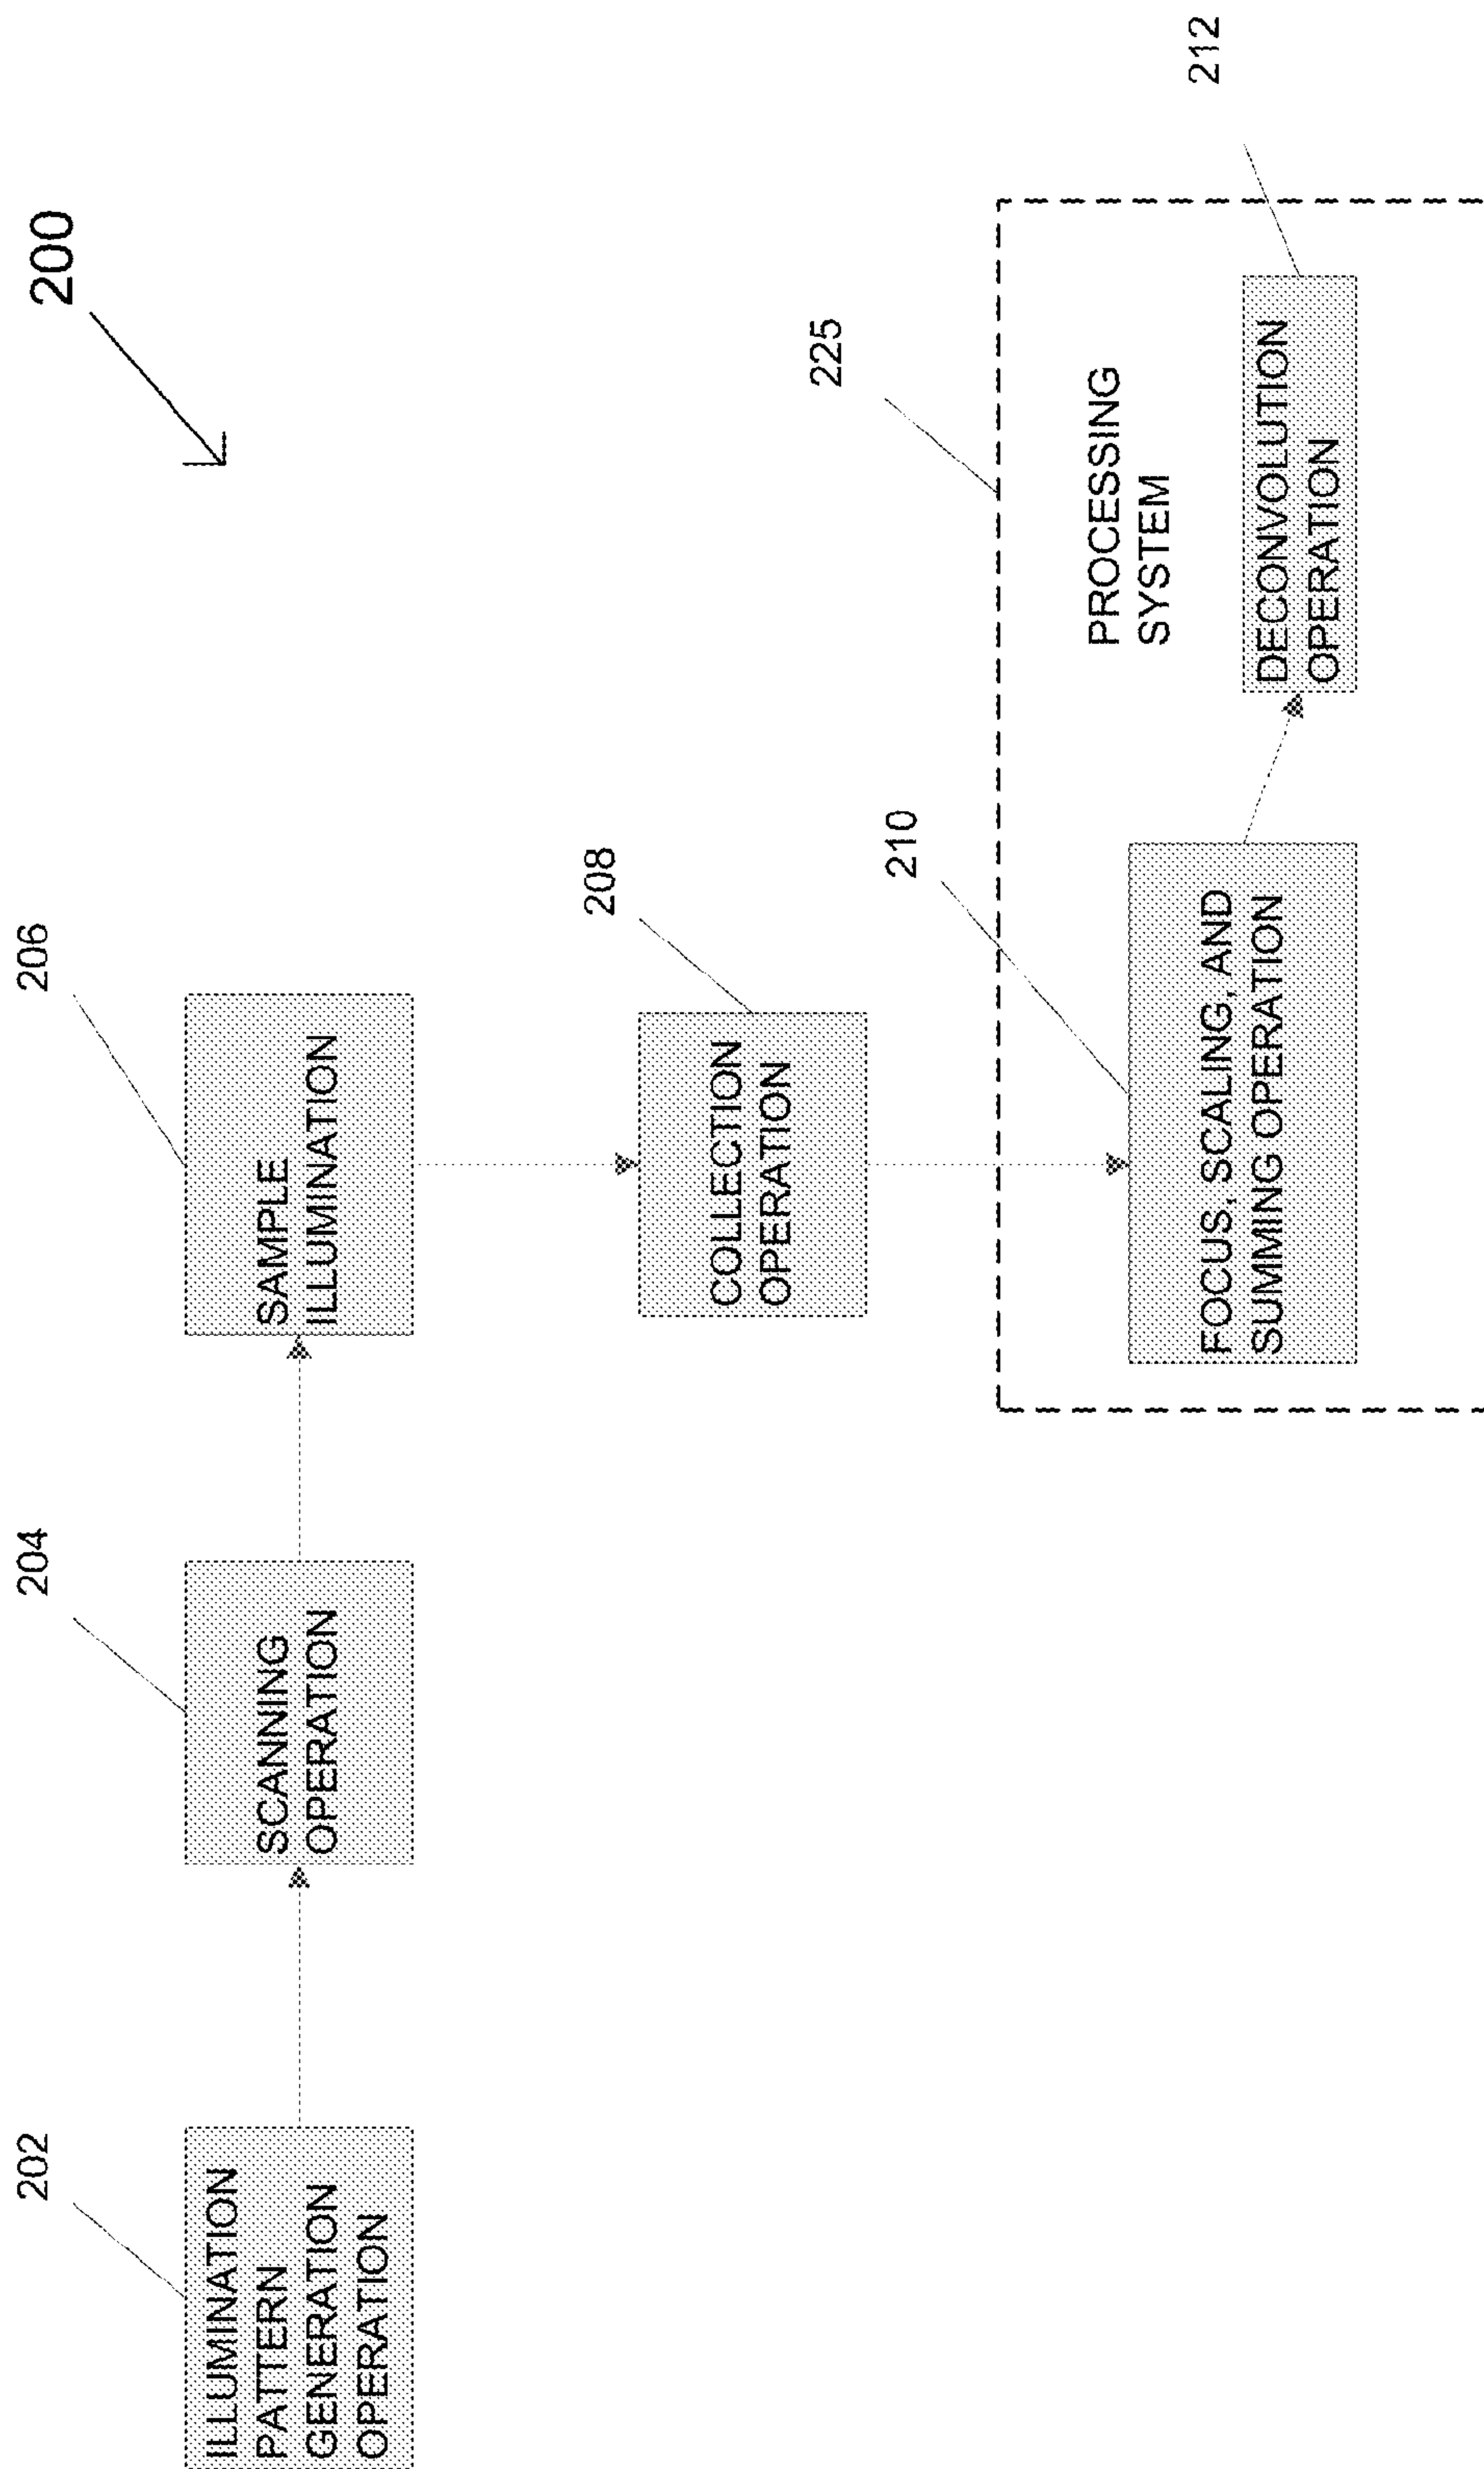 200
202
ILLUMINATION
PATTERN
GENERATION
OPERATION
204
SCANNING
OPERATION
206
SAMPLE
ILLUMINATION
208
COLLECTION
OPERATION
225
PROCESSING
SYSTEM
210
FOCUS, SCALING, AND
SUMMING OPERATION
212
DECONVOLUTION
OPERATION